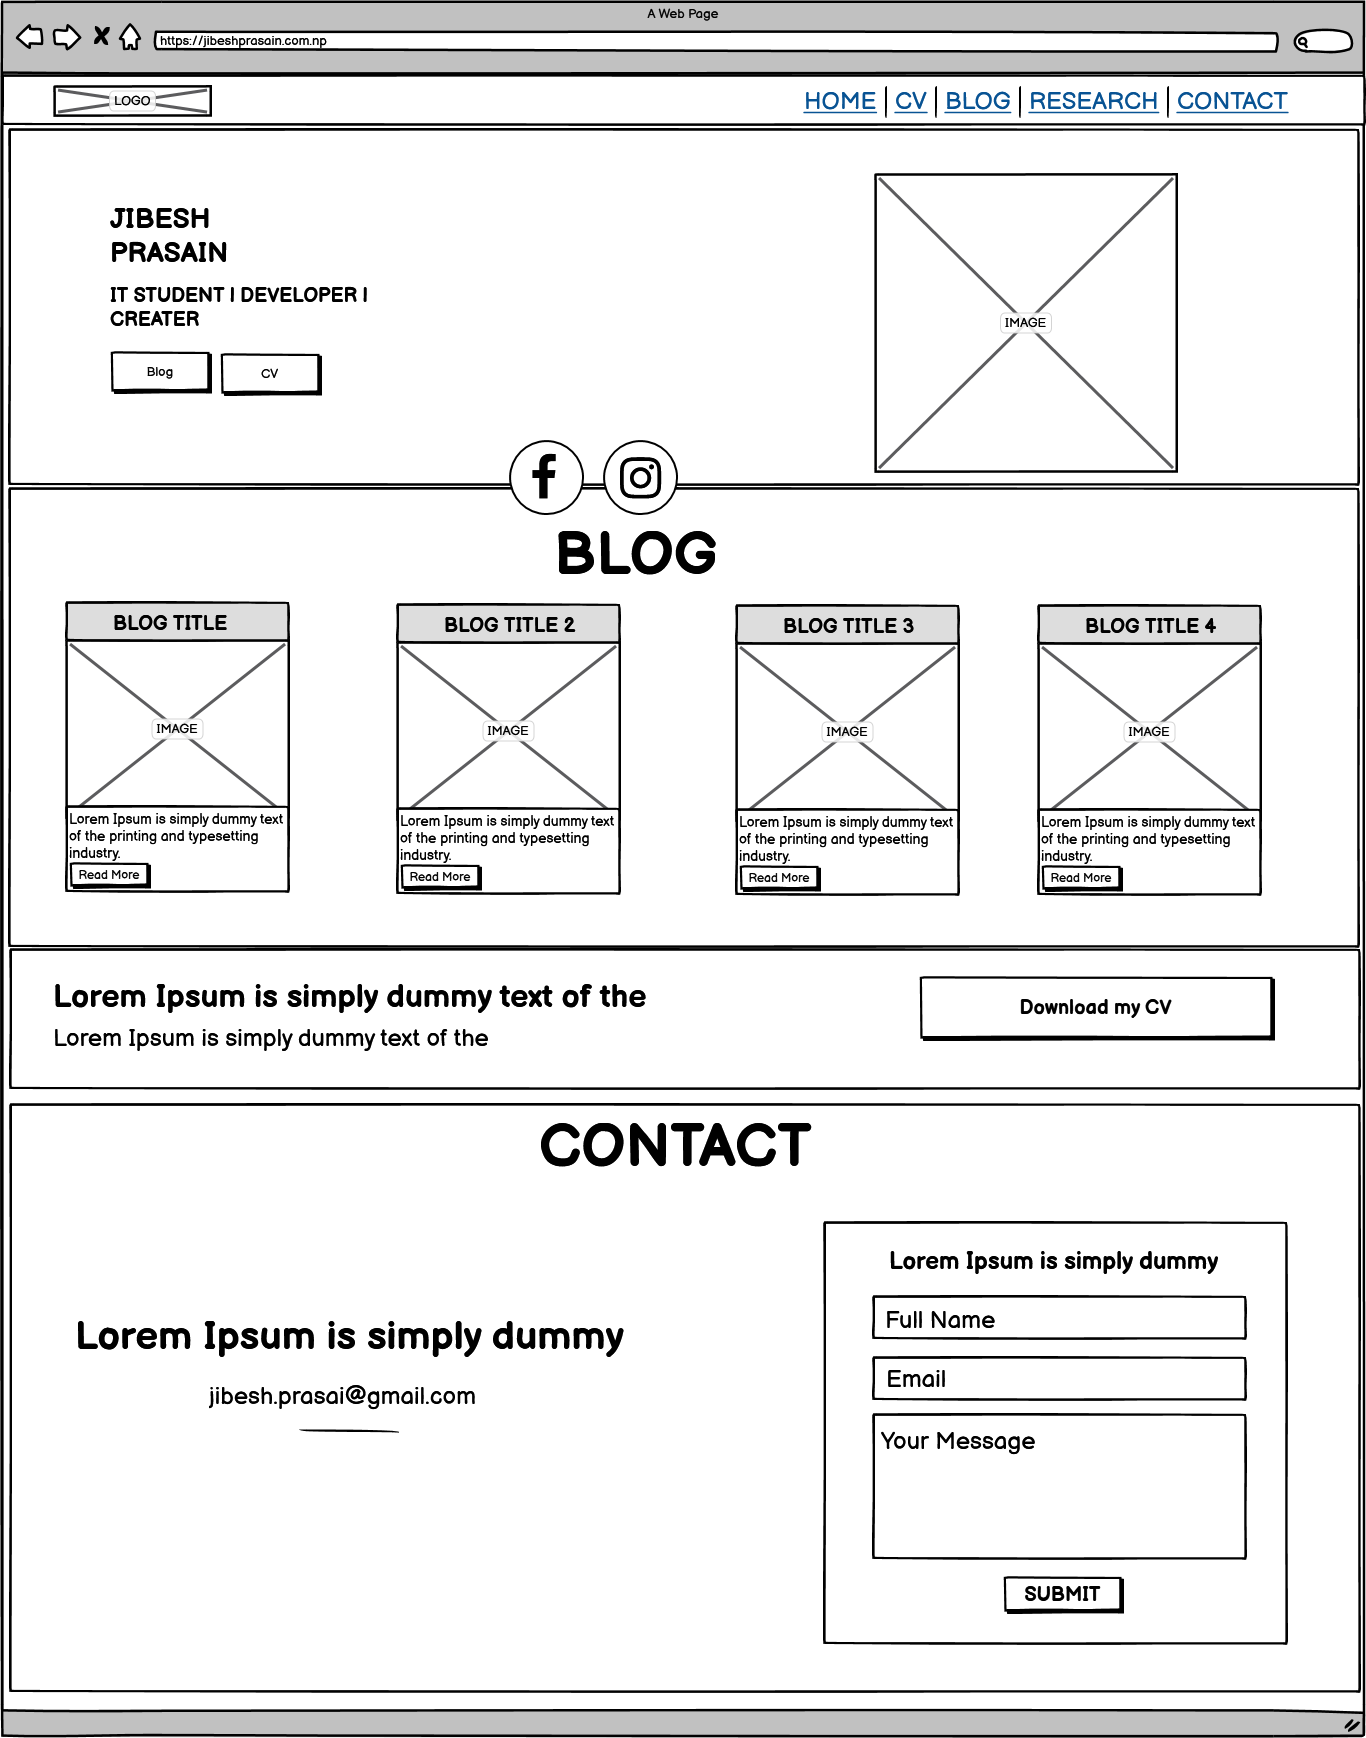 A Web Page
https://jibeshprasain.com.np
LOGO
HOME | CV | BLOG | RESEARCH | CONTACT
JIBESH
PRASAIN
IT STUDENT | DEVELOPER |
CREATER
Blog
CV
IMAGE
BLOG
BLOG TITLE
IMAGE
Lorem Ipsum is simply dummy text
of the printing and typesetting
industry.
Read More
BLOG TITLE 2
IMAGE
Lorem Ipsum is simply dummy text
of the printing and typesetting
industry.
Read More
BLOG TITLE 3
IMAGE
Lorem Ipsum is simply dummy text
of the printing and typesetting
industry.
Read More
BLOG TITLE 4
IMAGE
Lorem Ipsum is simply dummy text
of the printing and typesetting
industry.
Read More
Lorem Ipsum is simply dummy text of the
Lorem Ipsum is simply dummy text of the
Download my CV
CONTACT
Lorem Ipsum is simply dummy
jibesh.prasai@gmail.com
Lorem Ipsum is simply dummy
Full Name
Email
Your Message
SUBMIT